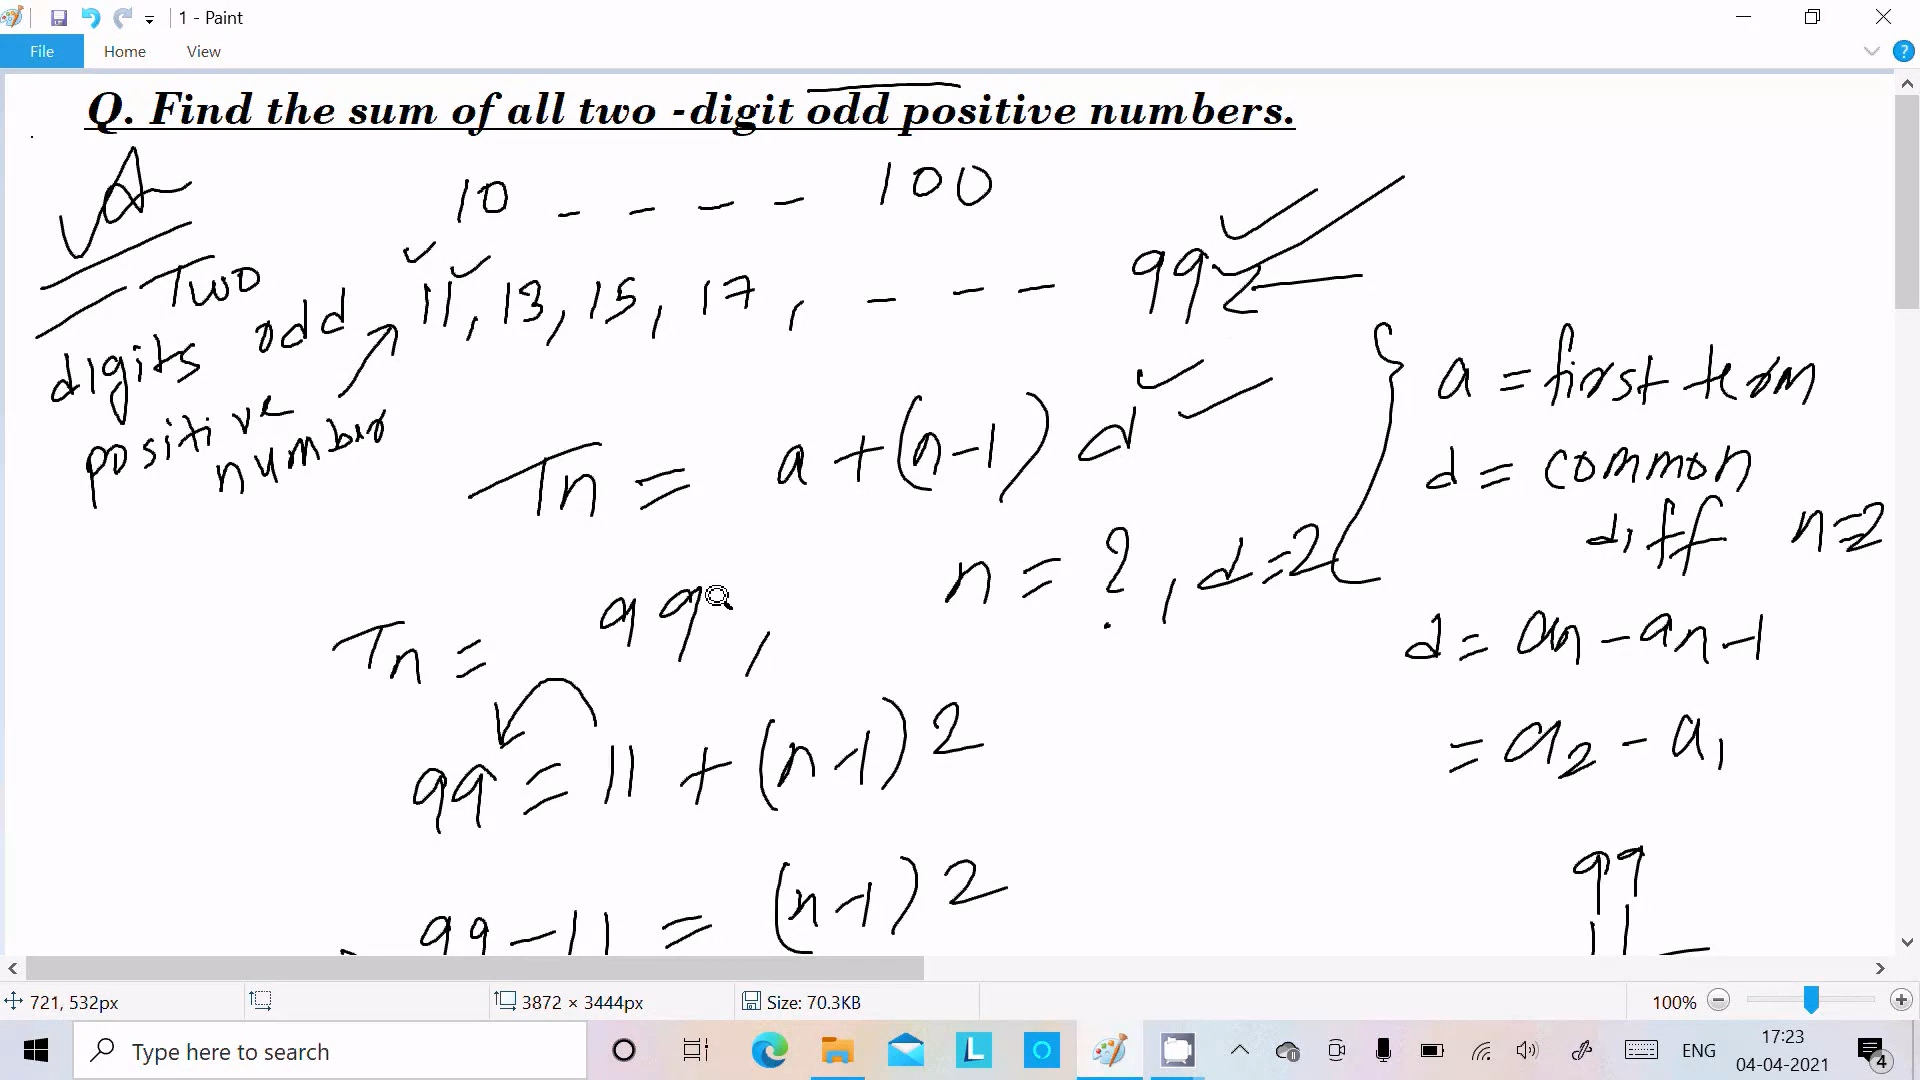 1 - Paint
File Home View
Q. Find the sum of all two -digit odd positive numbers.
A
10 - - - - 100
Two digits odd positive number
11, 13, 15, 17, - - - 99
Tn = a + (n-1) d
a = first term
d = common diff n=2
Tn = 99, n = ?, d=2
d = an - an-1
= a2 - a1
99 = 11 + (n-1) 2
99 - 11 = (n-1) 2
99
11 -
721, 532px
3872 × 3444px
Size: 70.3KB
100%
Type here to search
L
ENG
17:23
04-04-2021
4